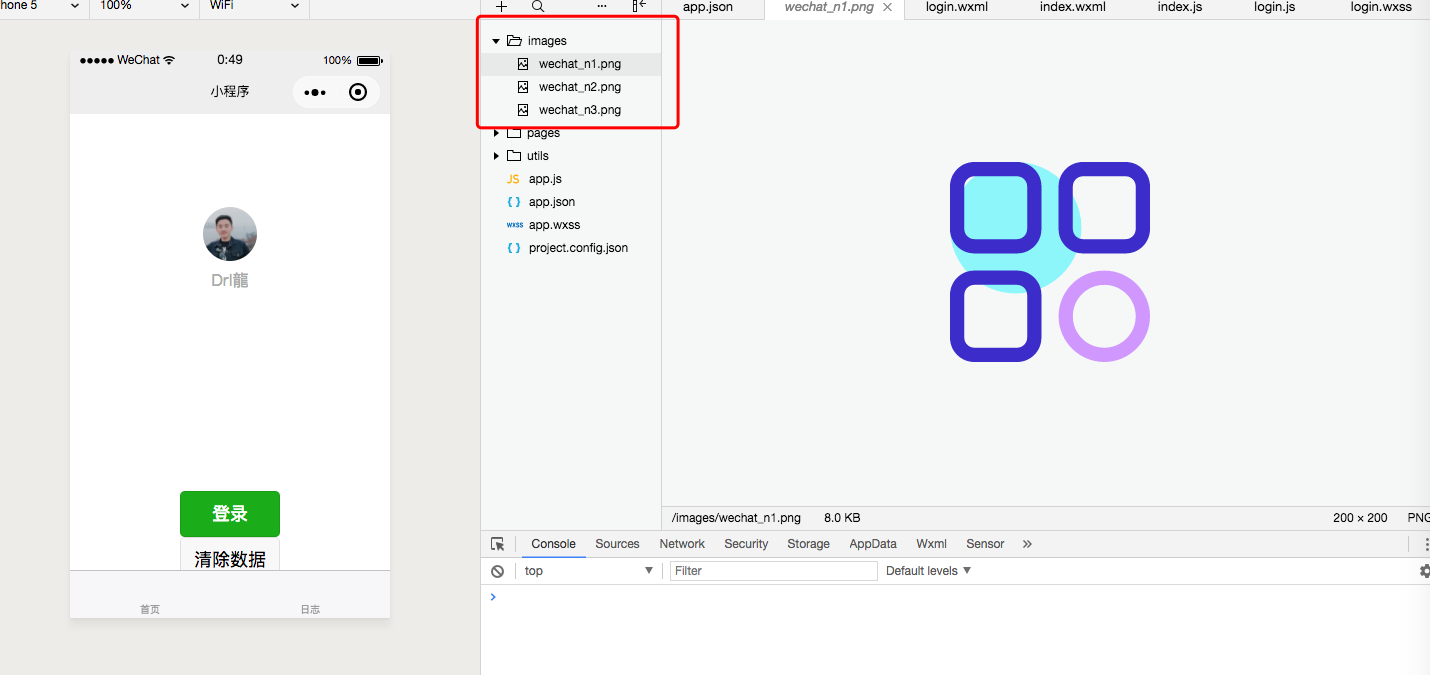 hone 5 100% WiFi
WeChat 0:49 100%
小程序
Drl龍
登录
清除数据
首页 日志
images
wechat_n1.png
wechat_n2.png
wechat_n3.png
pages
utils
JS app.js
{ } app.json
wxss app.wxss
{ } project.config.json
app.json wechat_n1.png login.wxml index.wxml index.js login.js login.wxss
/images/wechat_n1.png 8.0 KB 200 × 200 PNG
Console Sources Network Security Storage AppData Wxml Sensor
top Filter Default levels